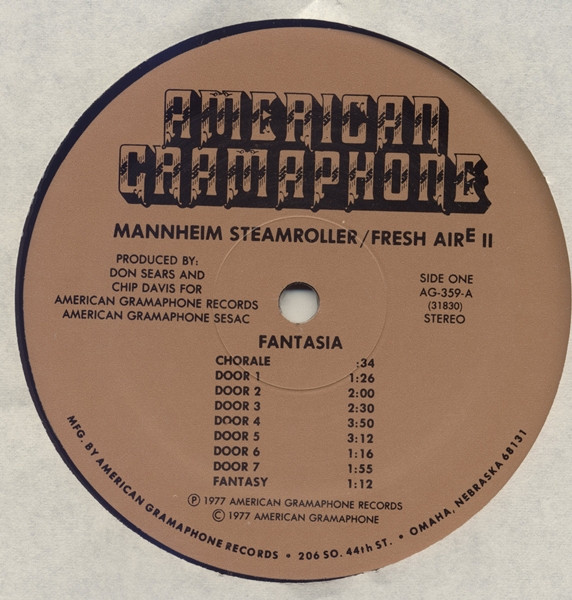 AMERICAN
GRAMAPHONE
MANNHEIM STEAMROLLER/FRESH AIRE II
PRODUCED BY:
DON SEARS AND
CHIP DAVIS FOR
AMERICAN GRAMAPHONE RECORDS
AMERICAN GRAMAPHONE SESAC
SIDE ONE
AG-359-A
(31830)
STEREO
FANTASIA
CHORALE :34
DOOR 1 1:26
DOOR 2 2:00
DOOR 3 2:30
DOOR 4 3:50
DOOR 5 3:12
DOOR 6 1:16
DOOR 7 1:55
FANTASY 1:12
Ⓟ 1977 AMERICAN GRAMAPHONE RECORDS
© 1977 AMERICAN GRAMAPHONE
MFG. BY AMERICAN GRAMAPHONE RECORDS • 206 SO. 44th ST. • OMAHA, NEBRASKA 68131